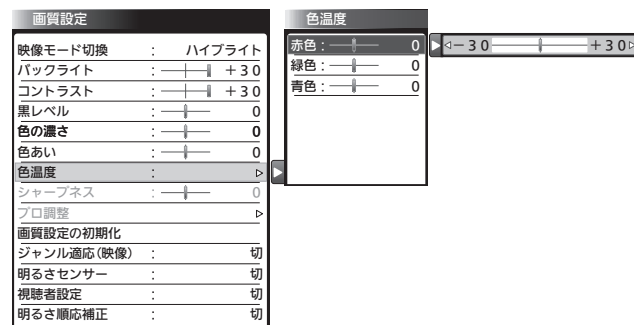 画質設定
映像モード切換 : ハイブライト
バックライト : +30
コントラスト : +30
黒レベル : 0
色の濃さ : 0
色あい : 0
色温度 :
シャープネス : 0
プロ調整
画質設定の初期化
ジャンル適応(映像) : 切
明るさセンサー : 切
視聴者設定 : 切
明るさ順応補正 : 切
色温度
赤色 : 0
緑色 : 0
青色 : 0
-30 +30